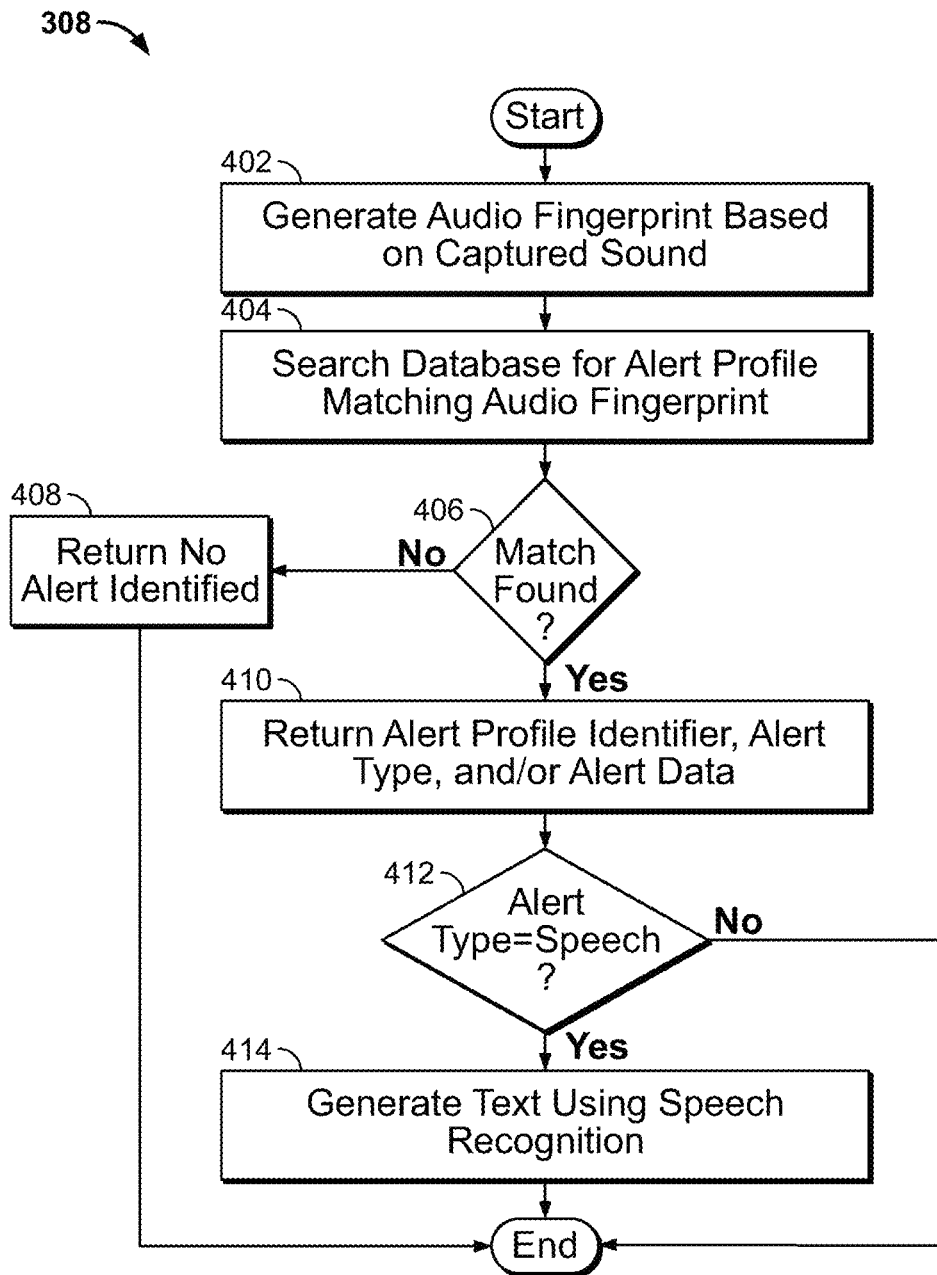 308
Start
402
Generate Audio Fingerprint Based
on Captured Sound
404
Search Database for Alert Profile
Matching Audio Fingerprint
406
Match
Found
?
No
408
Return No
Alert Identified
Yes
410
Return Alert Profile Identifier, Alert
Type, and/or Alert Data
412
Alert
Type=Speech
?
No
Yes
414
Generate Text Using Speech
Recognition
End